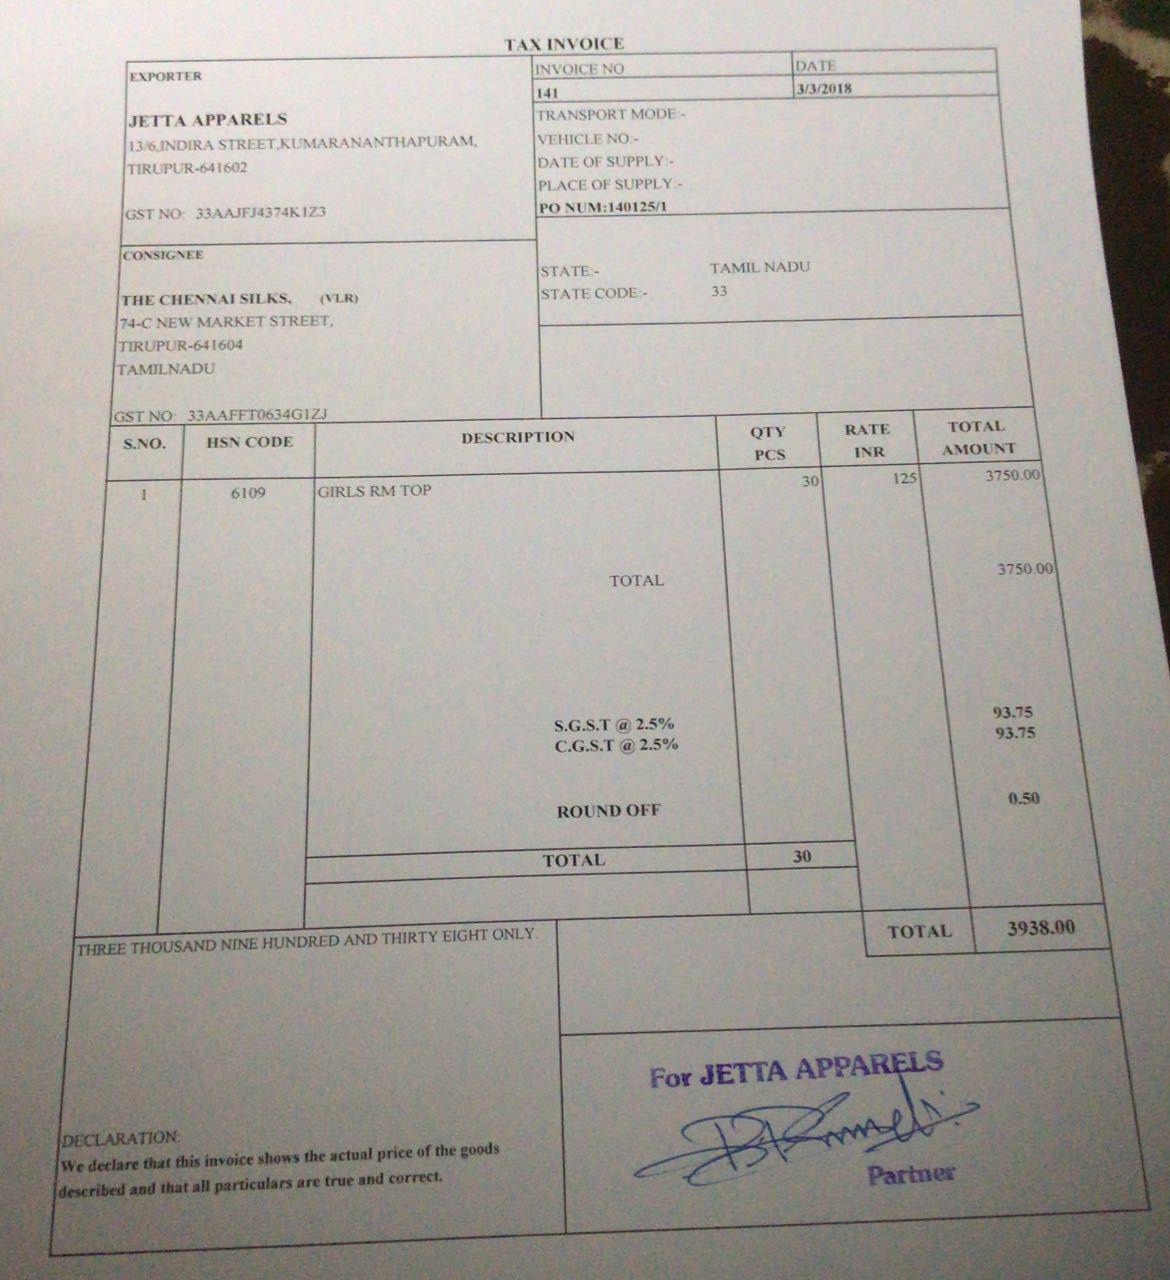 TAX INVOICE
EXPORTER
JETTA APPARELS
13/6,INDIRA STREET,KUMARANANTHAPURAM,
TIRUPUR-641602
GST NO: 33AAJFJ4374K1Z3
INVOICE NO DATE
141 3/3/2018
TRANSPORT MODE:-
VEHICLE NO:-
DATE OF SUPPLY:-
PLACE OF SUPPLY:-
PO NUM:140125/1
CONSIGNEE
THE CHENNAI SILKS, (VLR)
74-C NEW MARKET STREET,
TIRUPUR-641604
TAMILNADU
GST NO: 33AAFFT0634G1ZJ
STATE:- TAMIL NADU
STATE CODE:- 33
S.NO. HSN CODE DESCRIPTION QTY PCS RATE INR TOTAL AMOUNT
1 6109 GIRLS RM TOP 30 125 3750.00
TOTAL 3750.00
S.G.S.T @ 2.5% 93.75
C.G.S.T @ 2.5% 93.75
ROUND OFF 0.50
TOTAL 30
TOTAL 3938.00
THREE THOUSAND NINE HUNDRED AND THIRTY EIGHT ONLY
DECLARATION:
We declare that this invoice shows the actual price of the goods
described and that all particulars are true and correct.
For JETTA APPARELS
Partner